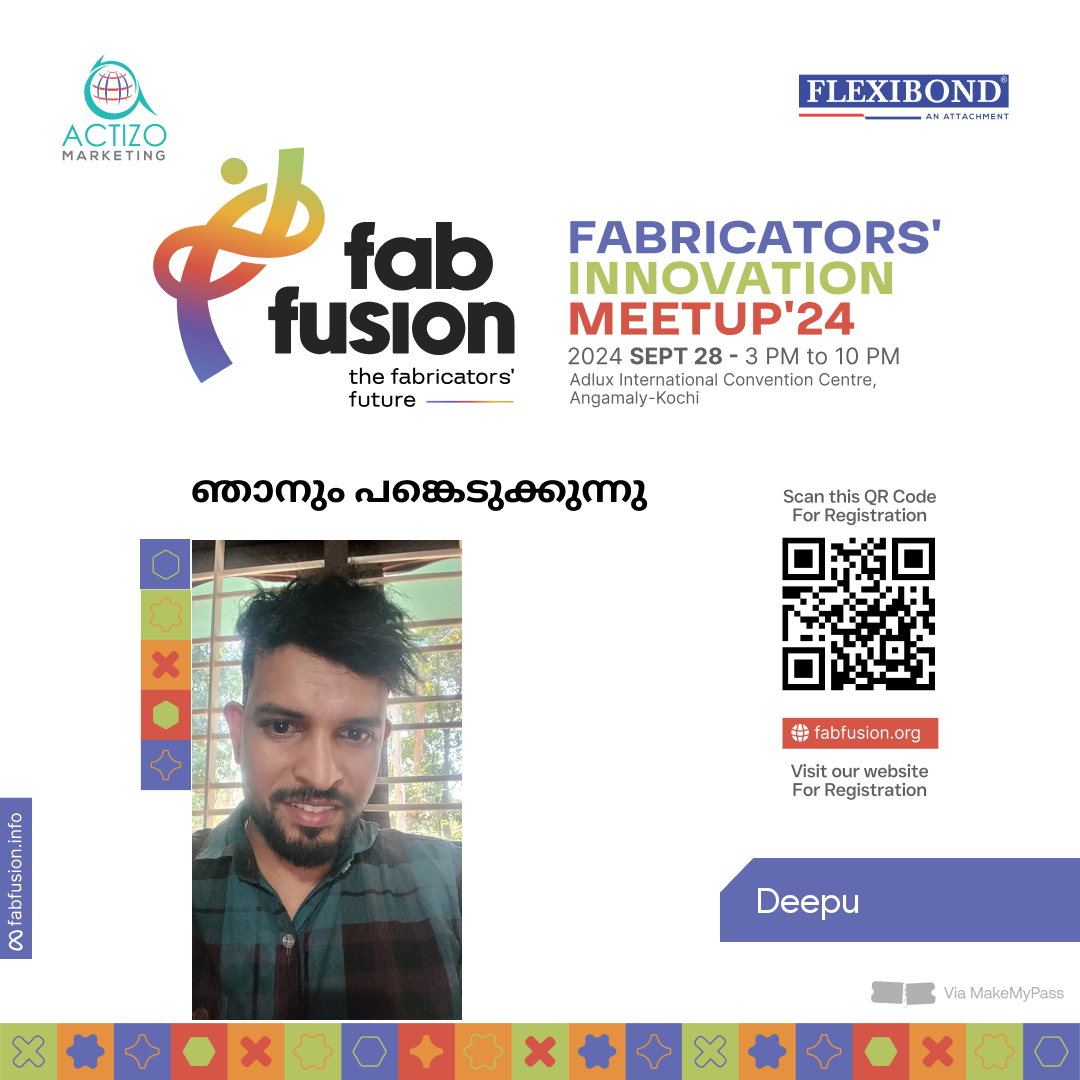 ACTIZO
MARKETING
FLEXIBOND®
AN ATTACHMENT
fab
fusion
the fabricators'
future
FABRICATORS'
INNOVATION
MEETUP'24
2024 SEPT 28 - 3 PM to 10 PM
Adlux International Convention Centre,
Angamaly-Kochi
ഞാനും പങ്കെടുക്കുന്നു
Scan this QR Code
For Registration
fabfusion.org
Visit our website
For Registration
fabfusion.info
Deepu
Via MakeMyPass